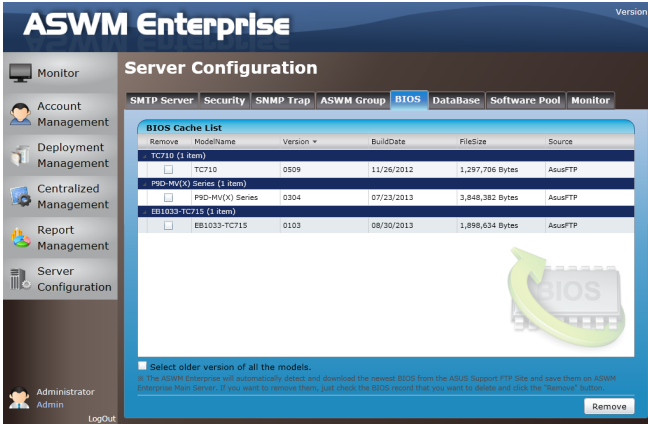 ASWM Enterprise
Version
Server Configuration
Monitor
Account Management
Deployment Management
Centralized Management
Report Management
Server Configuration
Administrator
Admin
LogOut
SMTP Server Security SNMP Trap ASWM Group BIOS DataBase Software Pool Monitor
BIOS Cache List
Remove ModelName Version BuildDate FileSize Source
TC710 (1 item)
TC710 0509 11/26/2012 1,297,706 Bytes AsusFTP
P9D-MV(X) Series (1 item)
P9D-MV(X) Series 0304 07/23/2013 3,848,382 Bytes AsusFTP
EB1033-TC715 (1 item)
EB1033-TC715 0103 08/30/2013 1,898,634 Bytes AsusFTP
BIOS
Select older version of all the models.
※ The ASWM Enterprise will automatically detect and download the newest BIOS from the ASUS Support FTP Site and save them on ASWM
Enterprise Main Server. If you want to remove them, just check the BIOS record that you want to delete and click the "Remove" button.
Remove